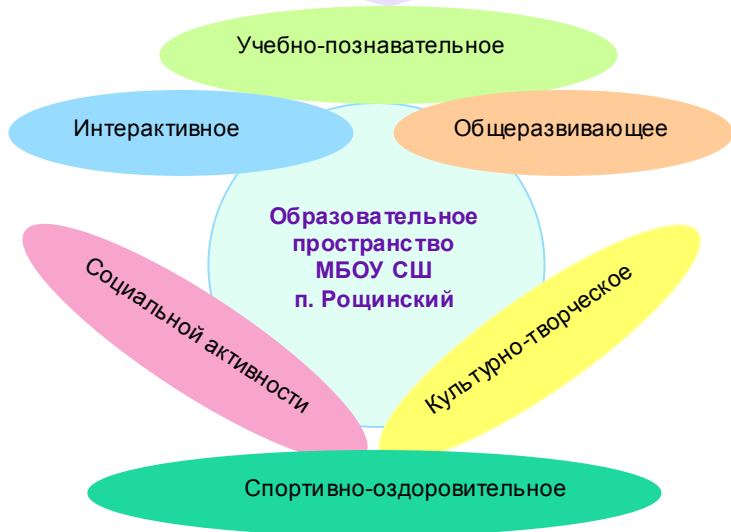 Учебно-познавательное
Интерактивное
Общеразвивающее
Образовательное
пространство
МБОУ СШ
п. Рощинский
Социальной активности
Культурно-творческое
Спортивно-оздоровительное